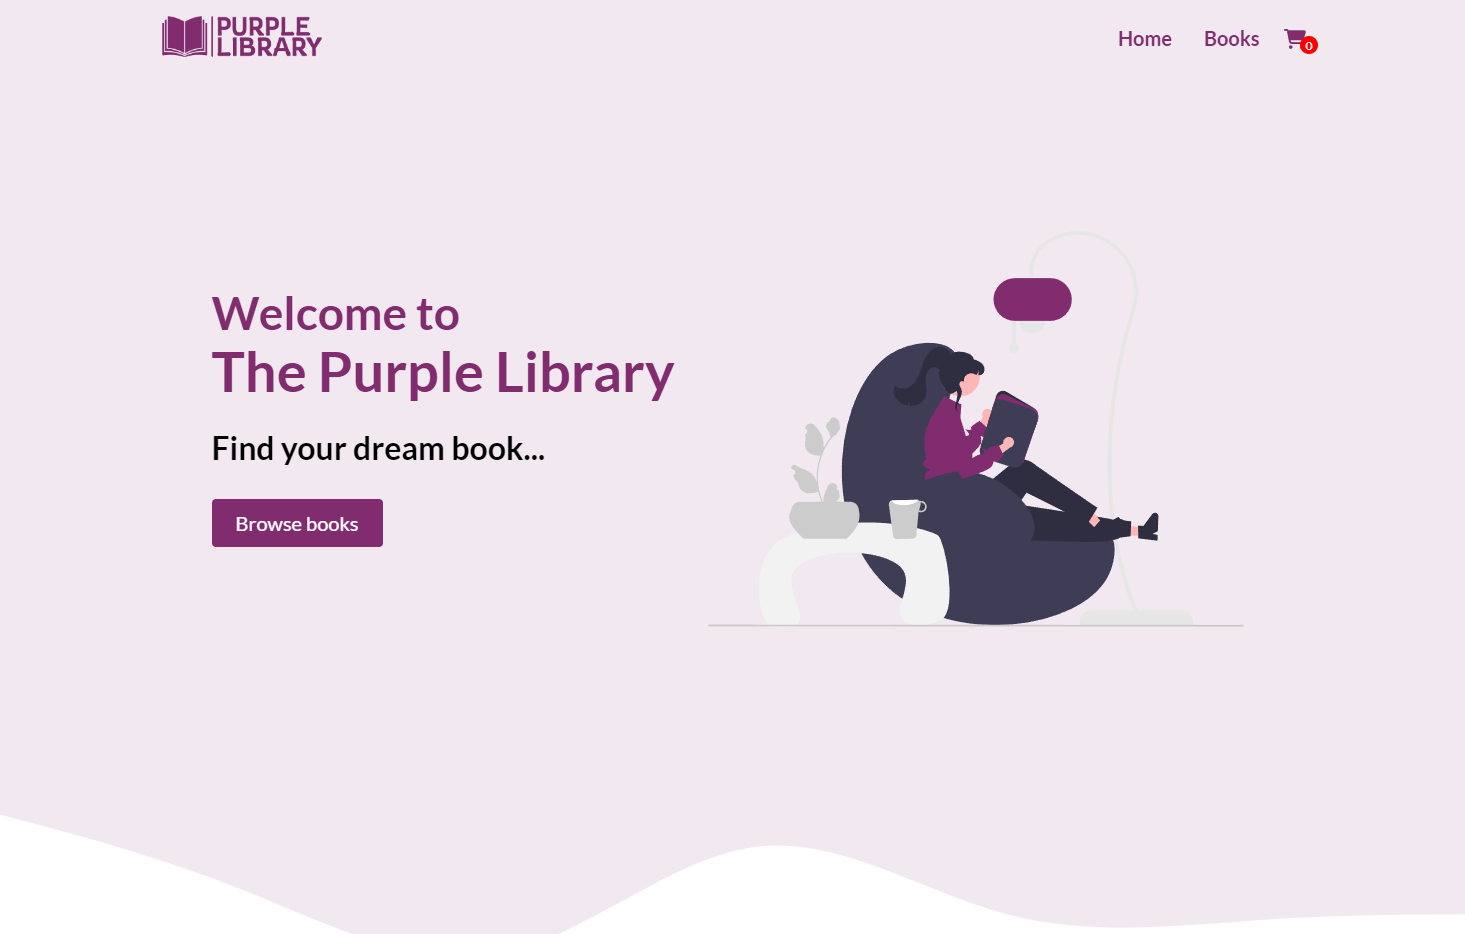 PURPLE
LIBRARY
Home Books 0
Welcome to
The Purple Library
Find your dream book...
Browse books